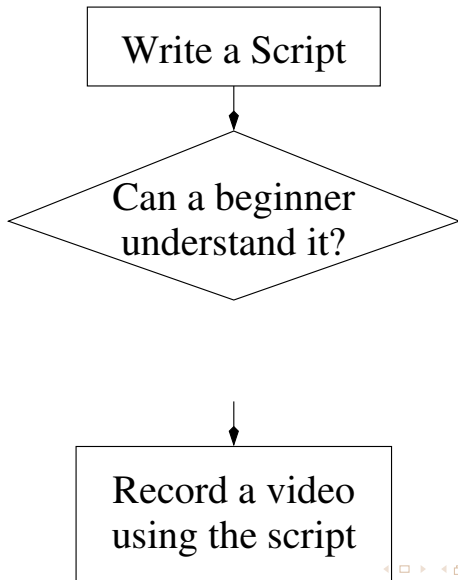 Write a Script
Can a beginner
understand it?
Record a video
using the script